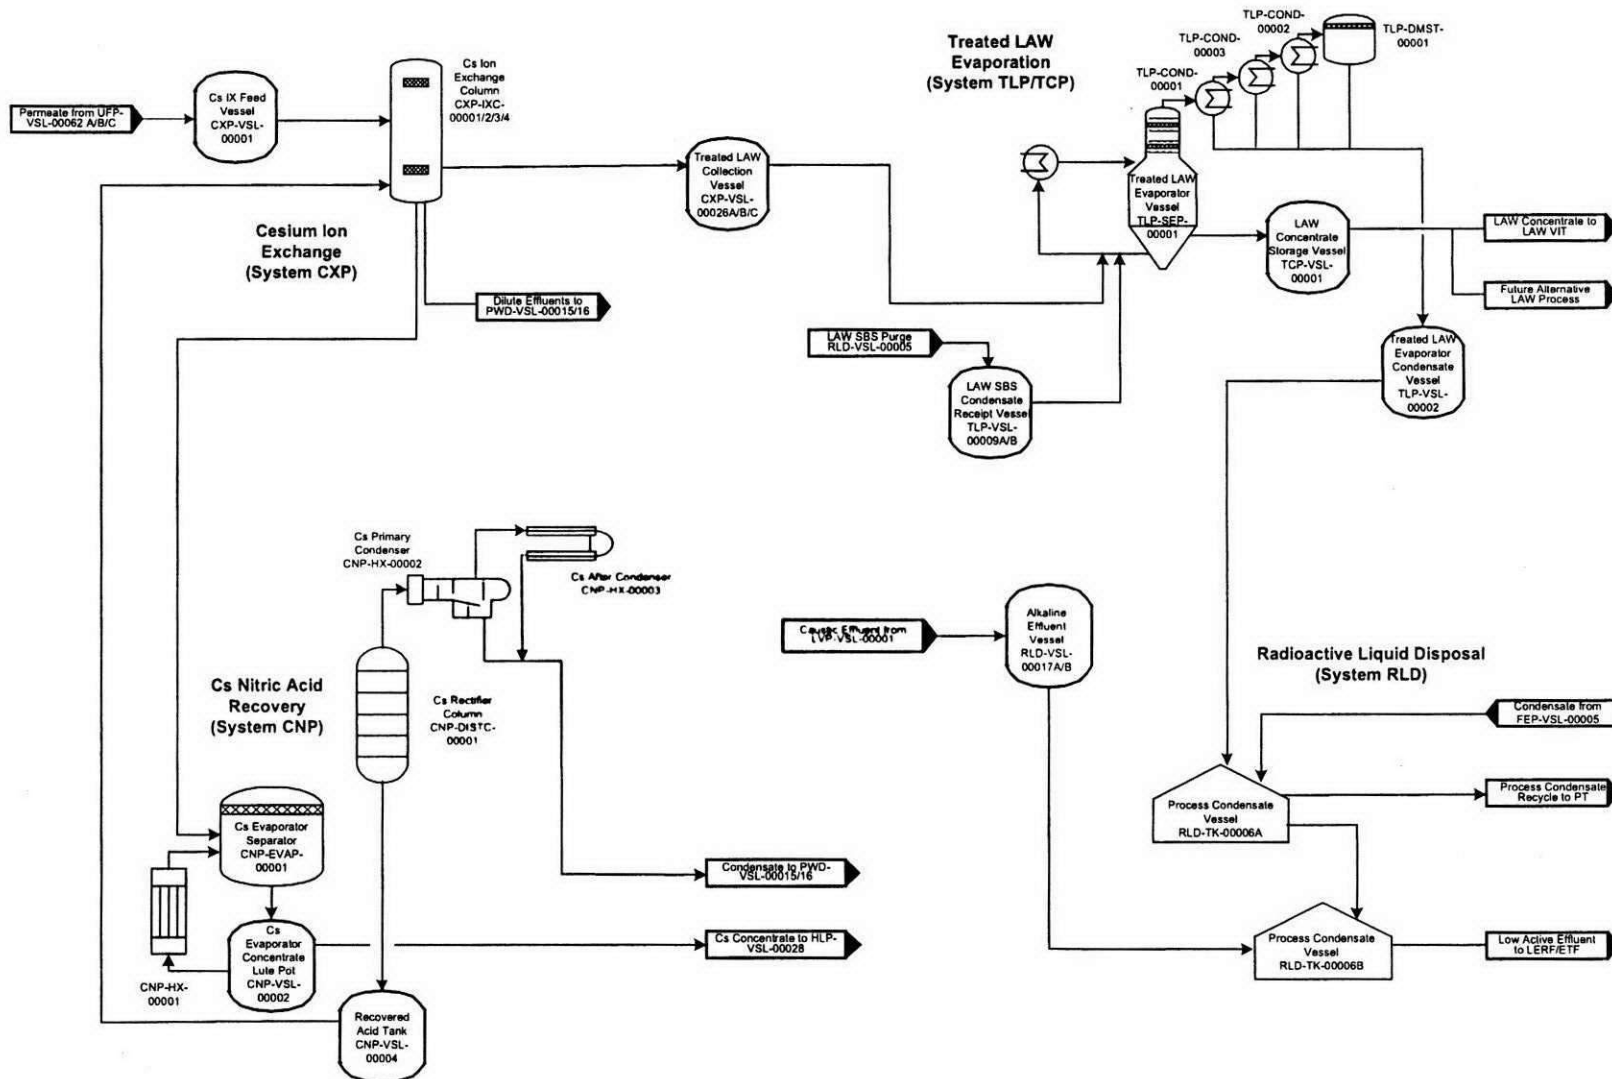 Permeate from UFP-
VSL-00062 A/B/C
Cs IX Feed
Vessel
CXP-VSL-
00001
Cs Ion
Exchange
Column
CXP-IXC-
00001/2/3/4
Cesium Ion
Exchange
(System CXP)
Dilute Effluents to
PWD-VSL-00015/16
Treated LAW
Collection
Vessel
CXP-VSL-
00026A/B/C
Treated LAW
Evaporation
(System TLP/TCP)
TLP-COND-
00001
TLP-COND-
00003
TLP-COND-
00002
TLP-DMST-
00001
Treated LAW
Evaporator
Vessel
TLP-SEP-
00001
LAW
Concentrate
Storage Vessel
TCP-VSL-
00001
LAW Concentrate to
LAW VIT
Future Alternative
LAW Process
LAW SBS Purge
RLD-VSL-00005
LAW SBS
Condensate
Receipt Vessel
TLP-VSL-
00009A/B
Treated LAW
Evaporator
Condensate
Vessel
TLP-VSL-
00002
Cs Primary
Condenser
CNP-HX-00002
Cs After Condenser
CNP-HX-00003
Cs Nitric Acid
Recovery
(System CNP)
Cs Rectifier
Column
CNP-DISTC-
00001
Cs Evaporator
Separator
CNP-EVAP-
00001
Cs
Evaporator
Concentrate
Lute Pot
CNP-VSL-
00002
CNP-HX-
00001
Recovered
Acid Tank
CNP-VSL-
00004
Condensate to PWD-
VSL-00015/16
Cs Concentrate to HLP-
VSL-00028
Caustic Effluent from
LVP-VSL-00001
Alkaline
Effluent
Vessel
RLD-VSL-
00017A/B
Radioactive Liquid Disposal
(System RLD)
Condensate from
FEP-VSL-00005
Process Condensate
Vessel
RLD-TK-00006A
Process Condensate
Recycle to PT
Process Condensate
Vessel
RLD-TK-00006B
Low Active Effluent
to LERF/ETF